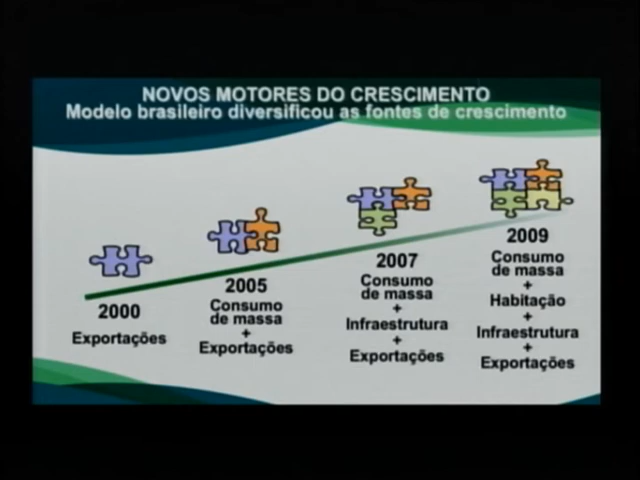 NOVOS MOTORES DO CRESCIMENTO
Modelo brasileiro diversificou as fontes de crescimento
2000
Exportações
2005
Consumo
de massa
+
Exportações
2007
Consumo
de massa
+
Infraestrutura
+
Exportações
2009
Consumo
de massa
+
Habitação
+
Infraestrutura
+
Exportações